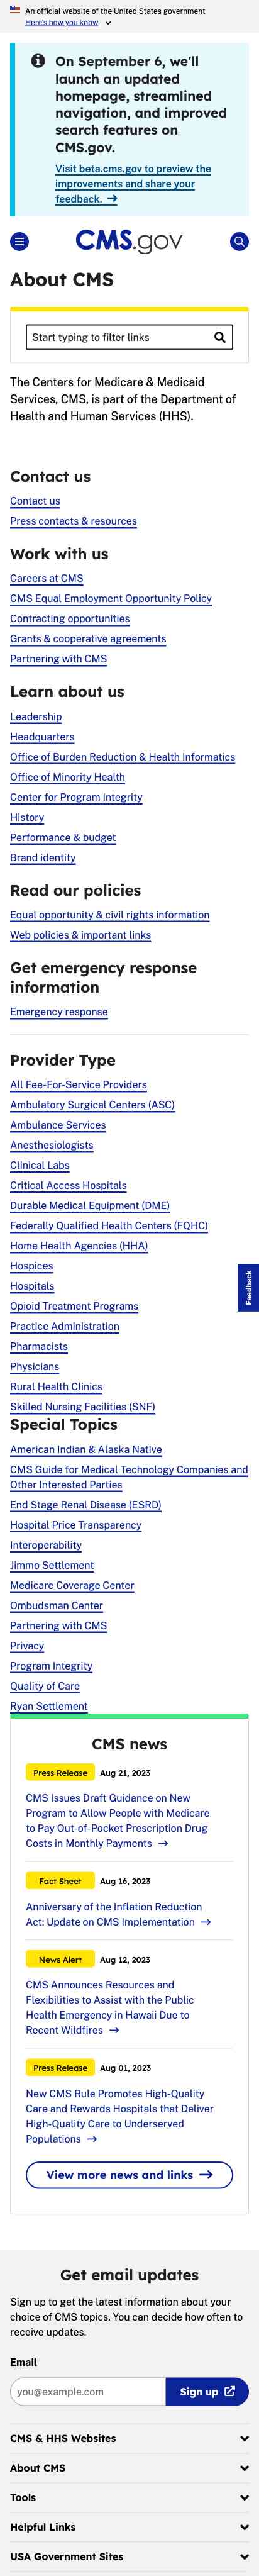 An official website of the United States government
Here's how you know
On September 6, we'll
launch an updated
homepage, streamlined
navigation, and improved
search features on
CMS.gov.
Visit beta.cms.gov to preview the
improvements and share your
feedback.
CMS.gov
About CMS
Start typing to filter links
The Centers for Medicare & Medicaid
Services, CMS, is part of the Department of
Health and Human Services (HHS).
Contact us
Contact us
Press contacts & resources
Work with us
Careers at CMS
CMS Equal Employment Opportunity Policy
Contracting opportunities
Grants & cooperative agreements
Partnering with CMS
Learn about us
Leadership
Headquarters
Office of Burden Reduction & Health Informatics
Office of Minority Health
Center for Program Integrity
History
Performance & budget
Brand identity
Read our policies
Equal opportunity & civil rights information
Web policies & important links
Get emergency response
information
Emergency response
Provider Type
All Fee-For-Service Providers
Ambulatory Surgical Centers (ASC)
Ambulance Services
Anesthesiologists
Clinical Labs
Critical Access Hospitals
Durable Medical Equipment (DME)
Federally Qualified Health Centers (FQHC)
Home Health Agencies (HHA)
Hospices
Feedback
Hospitals
Opioid Treatment Programs
Practice Administration
Pharmacists
Physicians
Rural Health Clinics
Skilled Nursing Facilities (SNF)
Special Topics
American Indian & Alaska Native
CMS Guide for Medical Technology Companies and
Other Interested Parties
End Stage Renal Disease (ESRD)
Hospital Price Transparency
Interoperability
Jimmo Settlement
Medicare Coverage Center
Ombudsman Center
Partnering with CMS
Privacy
Program Integrity
Quality of Care
Ryan Settlement
CMS news
Press Release Aug 21, 2023
CMS Issues Draft Guidance on New
Program to Allow People with Medicare
to Pay Out-of-Pocket Prescription Drug
Costs in Monthly Payments
Fact Sheet Aug 16, 2023
Anniversary of the Inflation Reduction
Act: Update on CMS Implementation
News Alert Aug 12, 2023
CMS Announces Resources and
Flexibilities to Assist with the Public
Health Emergency in Hawaii Due to
Recent Wildfires
Press Release Aug 01, 2023
New CMS Rule Promotes High-Quality
Care and Rewards Hospitals that Deliver
High-Quality Care to Underserved
Populations
View more news and links
Get email updates
Sign up to get the latest information about your
choice of CMS topics. You can decide how often to
receive updates.
Email
you@example.com Sign up
CMS & HHS Websites
About CMS
Tools
Helpful Links
USA Government Sites